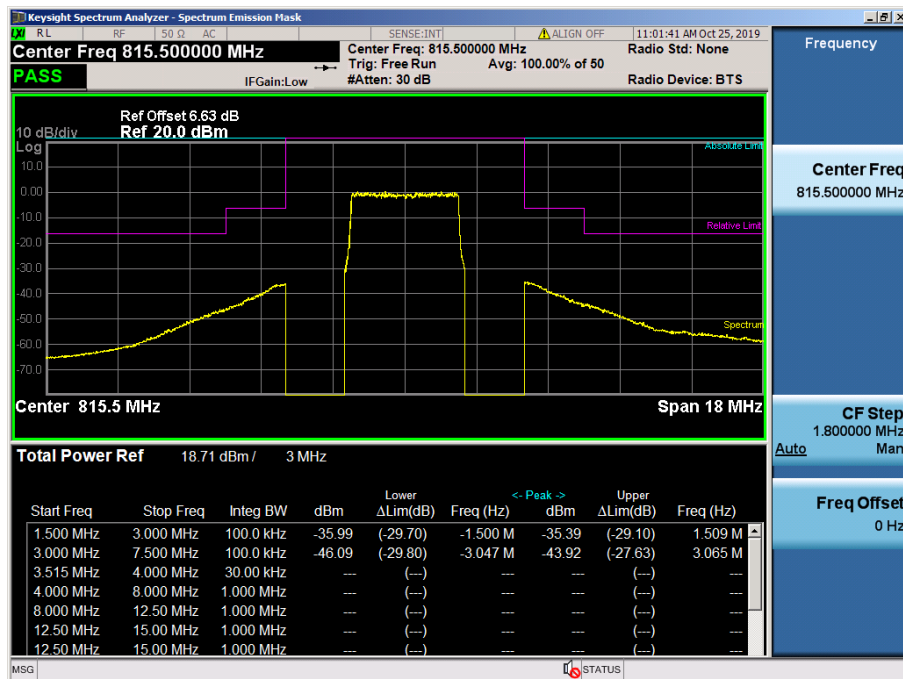 Keysight Spectrum Analyzer - Spectrum Emission Mask
LXI RL RF 50 Ω AC SENSE:INT ALIGN OFF 11:01:41 AM Oct 25, 2019
Center Freq 815.500000 MHz
Center Freq: 815.500000 MHz
Radio Std: None
Trig: Free Run Avg: 100.00% of 50
PASS
IFGain:Low
#Atten: 30 dB
Radio Device: BTS
Ref Offset 6.63 dB
10 dB/div Ref 20.0 dBm
Log
Absolute Limit
10.0
0.00
-10.0
Relative Limit
-20.0
-30.0
-40.0
-50.0
Spectrum
-60.0
-70.0
Center 815.5 MHz Span 18 MHz
Total Power Ref 18.71 dBm / 3 MHz
Lower <- Peak -> Upper
Start Freq Stop Freq Integ BW dBm ΔLim(dB) Freq (Hz) dBm ΔLim(dB) Freq (Hz)
1.500 MHz 3.000 MHz 100.0 kHz -35.99 (-29.70) -1.500 M -35.39 (-29.10) 1.509 M
3.000 MHz 7.500 MHz 100.0 kHz -46.09 (-29.80) -3.047 M -43.92 (-27.63) 3.065 M
3.515 MHz 4.000 MHz 30.00 kHz --- (---) --- --- (---) ---
4.000 MHz 8.000 MHz 1.000 MHz --- (---) --- --- (---) ---
8.000 MHz 12.50 MHz 1.000 MHz --- (---) --- --- (---) ---
12.50 MHz 15.00 MHz 1.000 MHz --- (---) --- --- (---) ---
12.50 MHz 15.00 MHz 1.000 MHz --- (---) --- --- (---) ---
MSG STATUS
Frequency
Center Freq
815.500000 MHz
CF Step
1.800000 MHz
Auto Man
Freq Offset
0 Hz